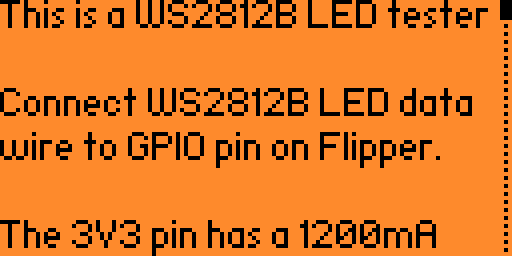 This is a WS2812B LED tester
Connect WS2812B LED data
wire to GPIO pin on Flipper.
The 3V3 pin has a 1200mA